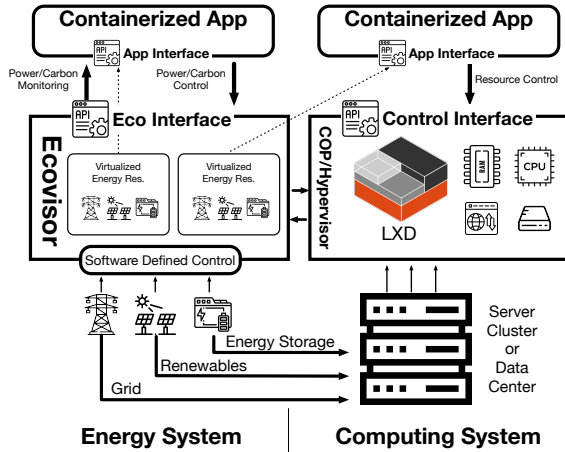 Containerized App
Containerized App
API
App Interface
API
App Interface
Power/Carbon
Monitoring
Power/Carbon
Control
Resource Control
API
Eco Interface
API
Control Interface
Ecovisor
Virtualized
Energy Res.
Virtualized
Energy Res.
COP/Hypervisor
RAM
CPU
LXD
Software Defined Control
Energy Storage
Renewables
Grid
Server
Cluster
or
Data
Center
Energy System
Computing System